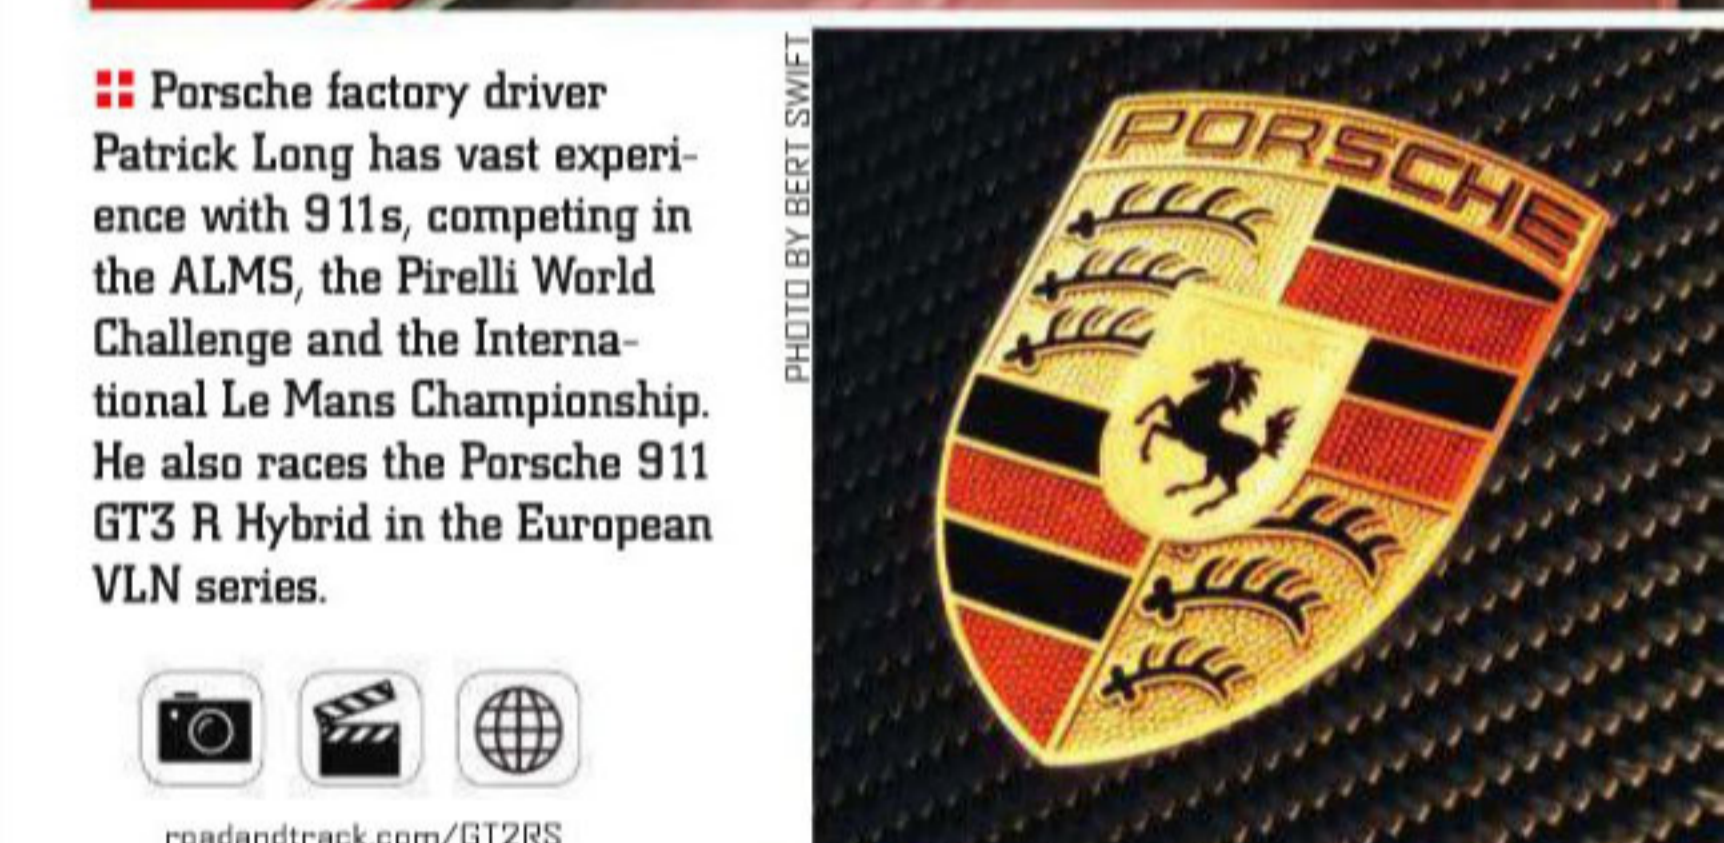 Porsche factory driver
Patrick Long has vast experi-
ence with 911s, competing in
the ALMS, the Pirelli World
Challenge and the Interna-
tional Le Mans Championship.
He also races the Porsche 911
GT3 R Hybrid in the European
VLN series.
roadandtrack.com/GT2RS
PHOTO BY BERT SWIFT
PORSCHE